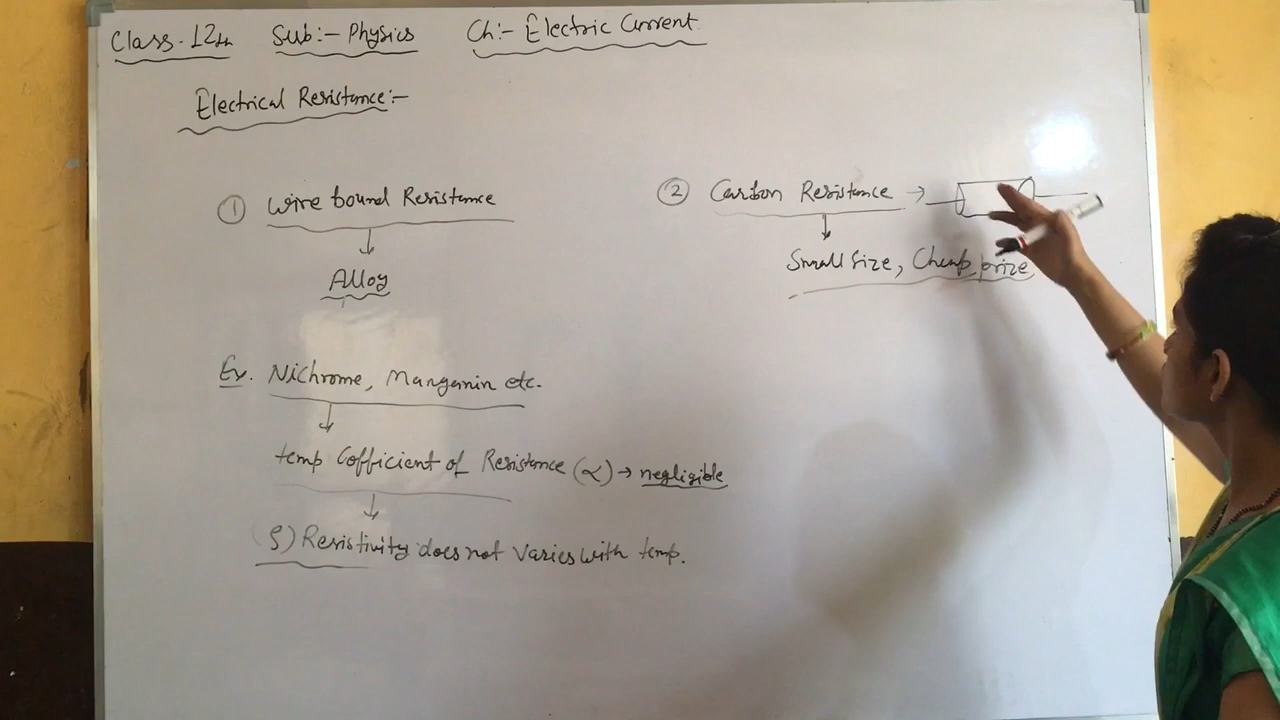 Class- 12th Sub:- Physics Ch:- Electric Current
Electrical Resistance:-
① wire bound Resistance
↓
Alloy
Ex. Nichrome, Manganin etc.
↓
temp Cofficient of Resistance (α) → negligible
↓
(ρ) Resistivity does not varies with temp.
② Carbon Resistance →
↓
Small size, Cheap prize